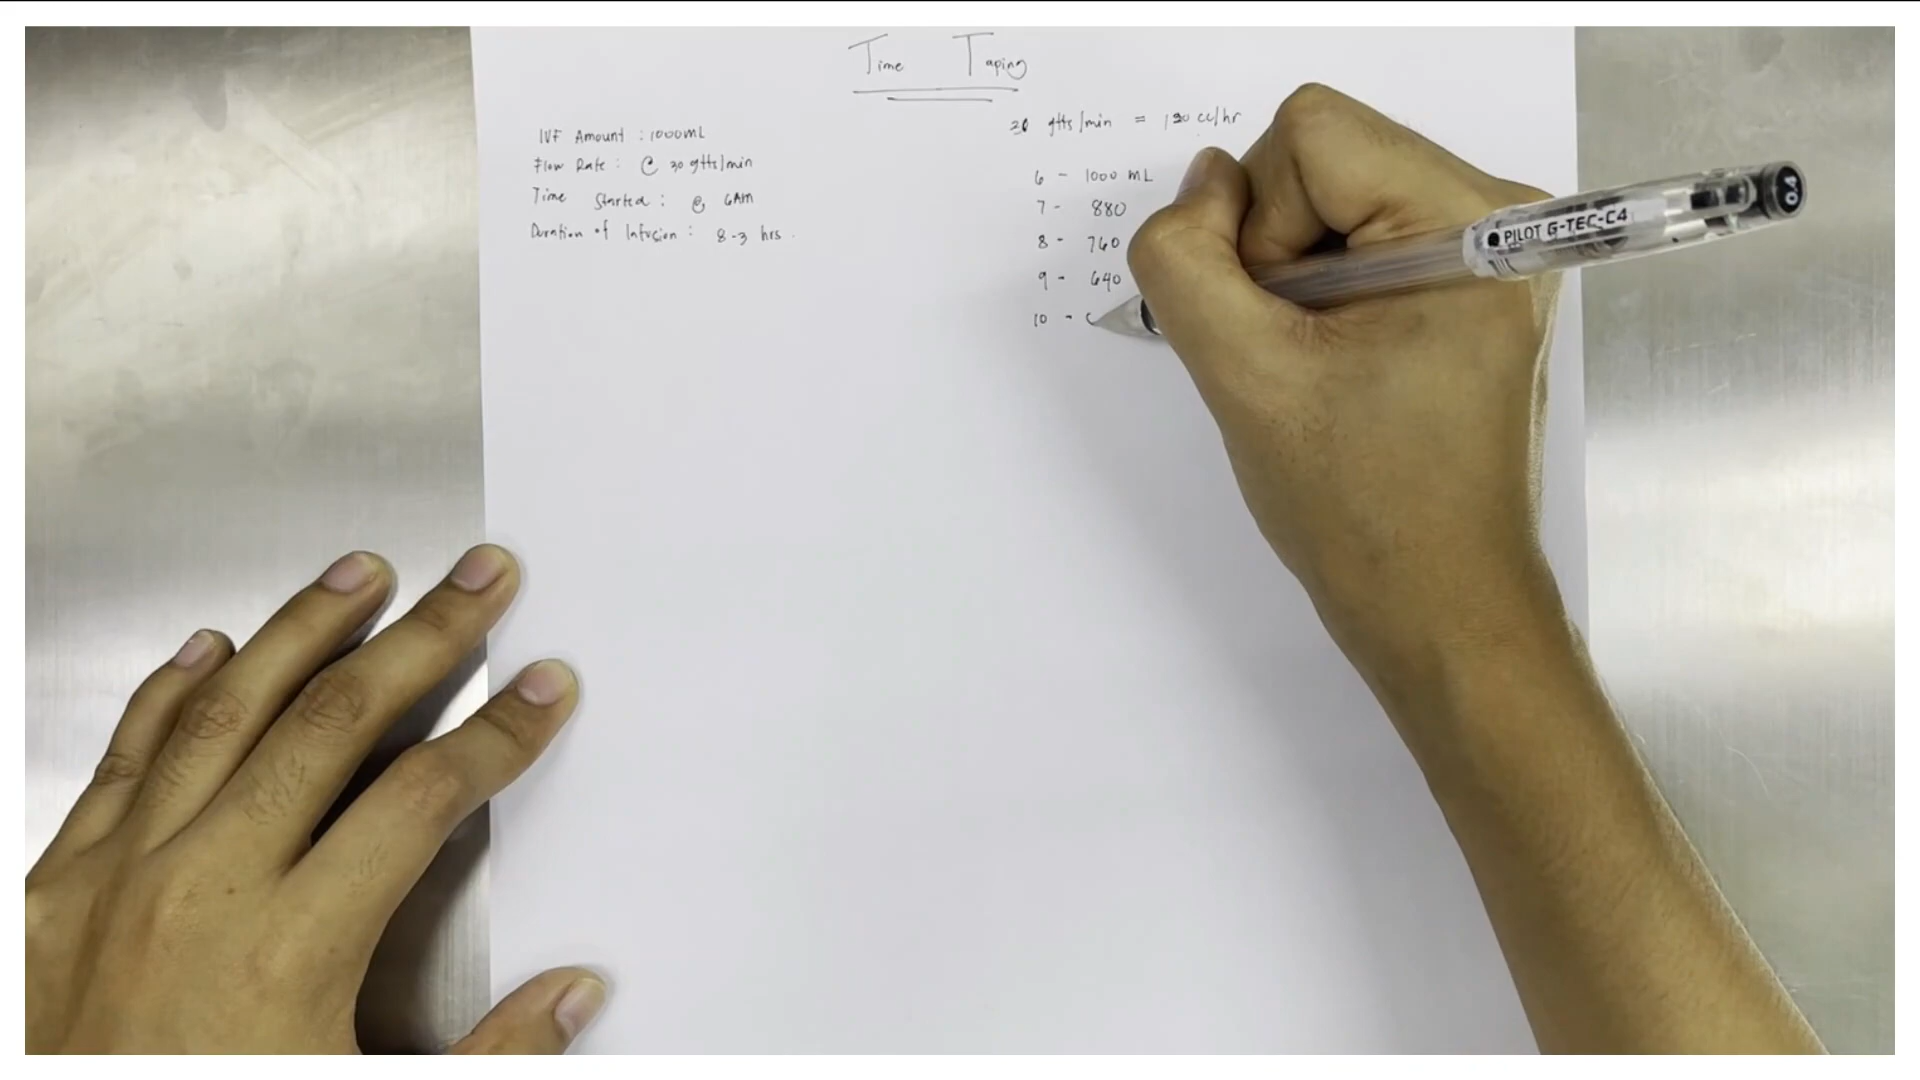 Time Taping
IVF Amount : 1000mL
Flow Rate : @ 30 gtts/min
Time Started : @ 6AM
Duration of Infusion : 8-3 hrs.
30 gtts/min = 120 cc/hr
6 - 1000 mL
7 - 880
8 - 760
9 - 640
10 -
PILOT G-TEC-C4
0.4